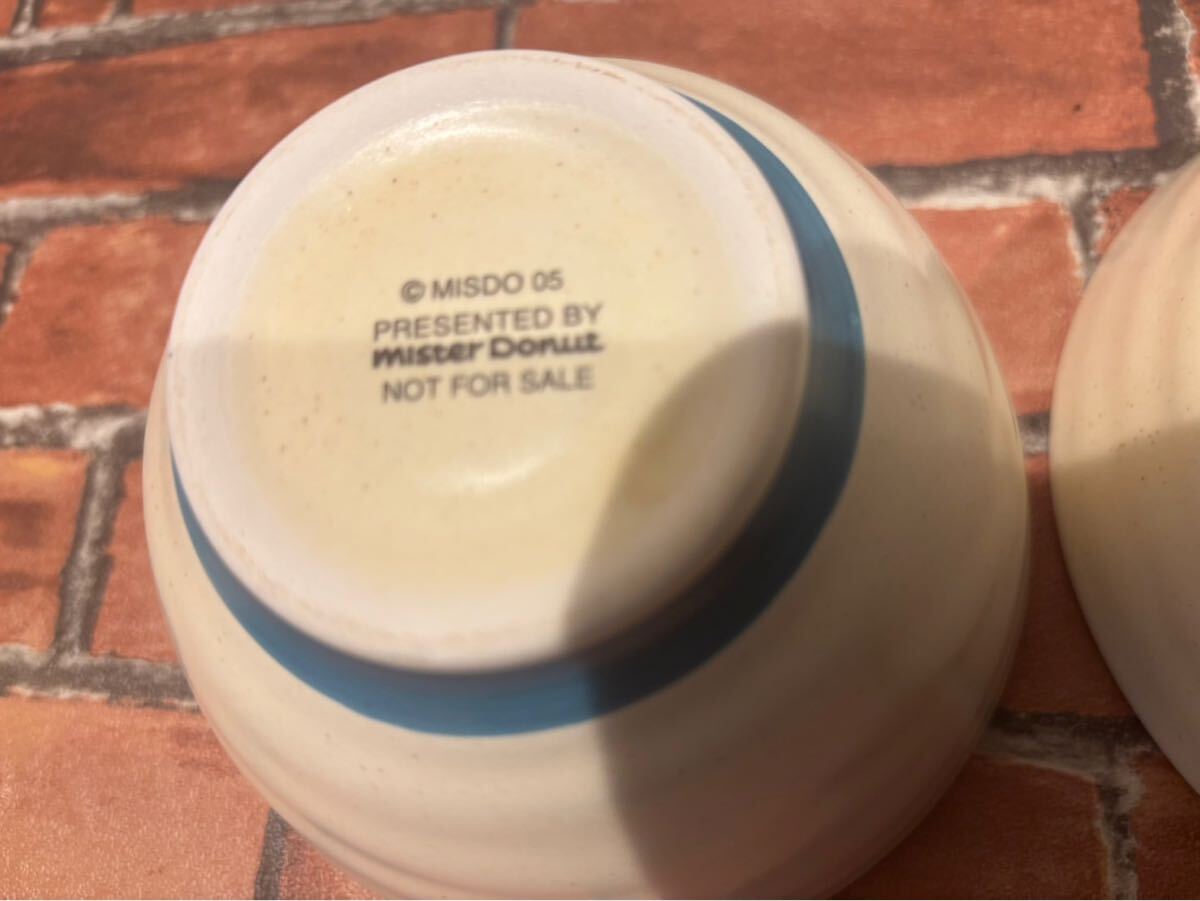 © MISDO 05
PRESENTED BY
mister Donut
NOT FOR SALE